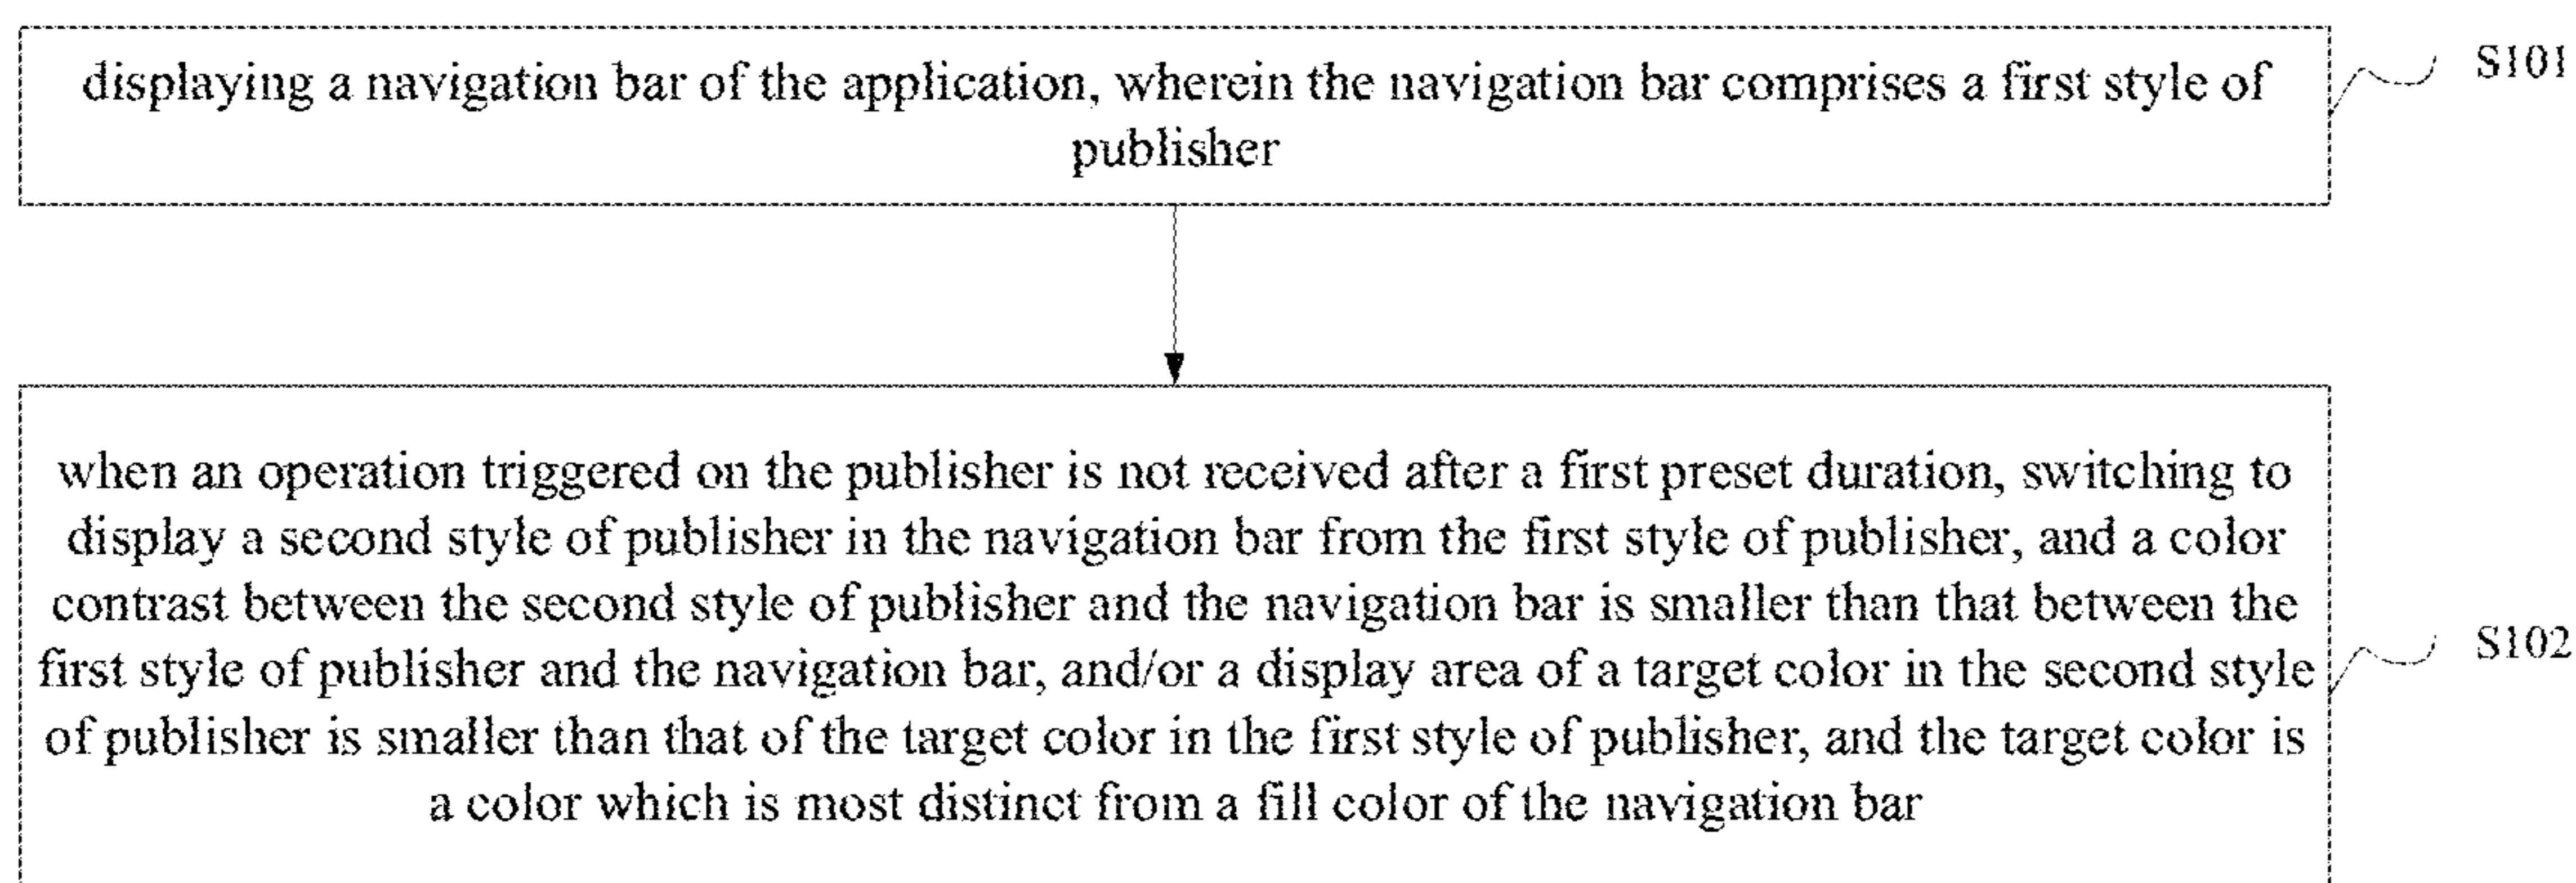 displaying a navigation bar of the application, wherein the navigation bar comprises a first style of
publisher
S101
when an operation triggered on the publisher is not received after a first preset duration, switching to
display a second style of publisher in the navigation bar from the first style of publisher, and a color
contrast between the second style of publisher and the navigation bar is smaller than that between the
first style of publisher and the navigation bar, and/or a display area of a target color in the second style
of publisher is smaller than that of the target color in the first style of publisher, and the target color is
a color which is most distinct from a fill color of the navigation bar
S102